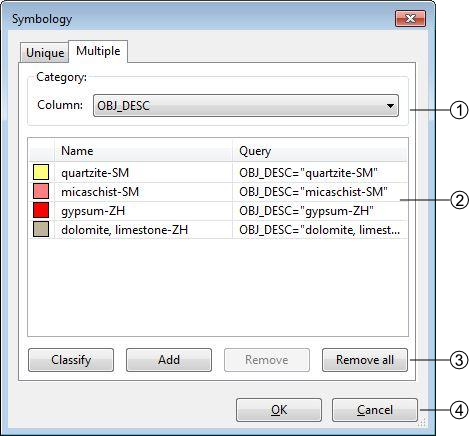 Symbology
Unique Multiple
Category:
Column: OBJ_DESC
1
Name Query
quartzite-SM OBJ_DESC="quartzite-SM"
micaschist-SM OBJ_DESC="micaschist-SM"
2
gypsum-ZH OBJ_DESC="gypsum-ZH"
dolomite, limestone-ZH OBJ_DESC="dolomite, limest...
Classify Add Remove Remove all
3
OK Cancel
4